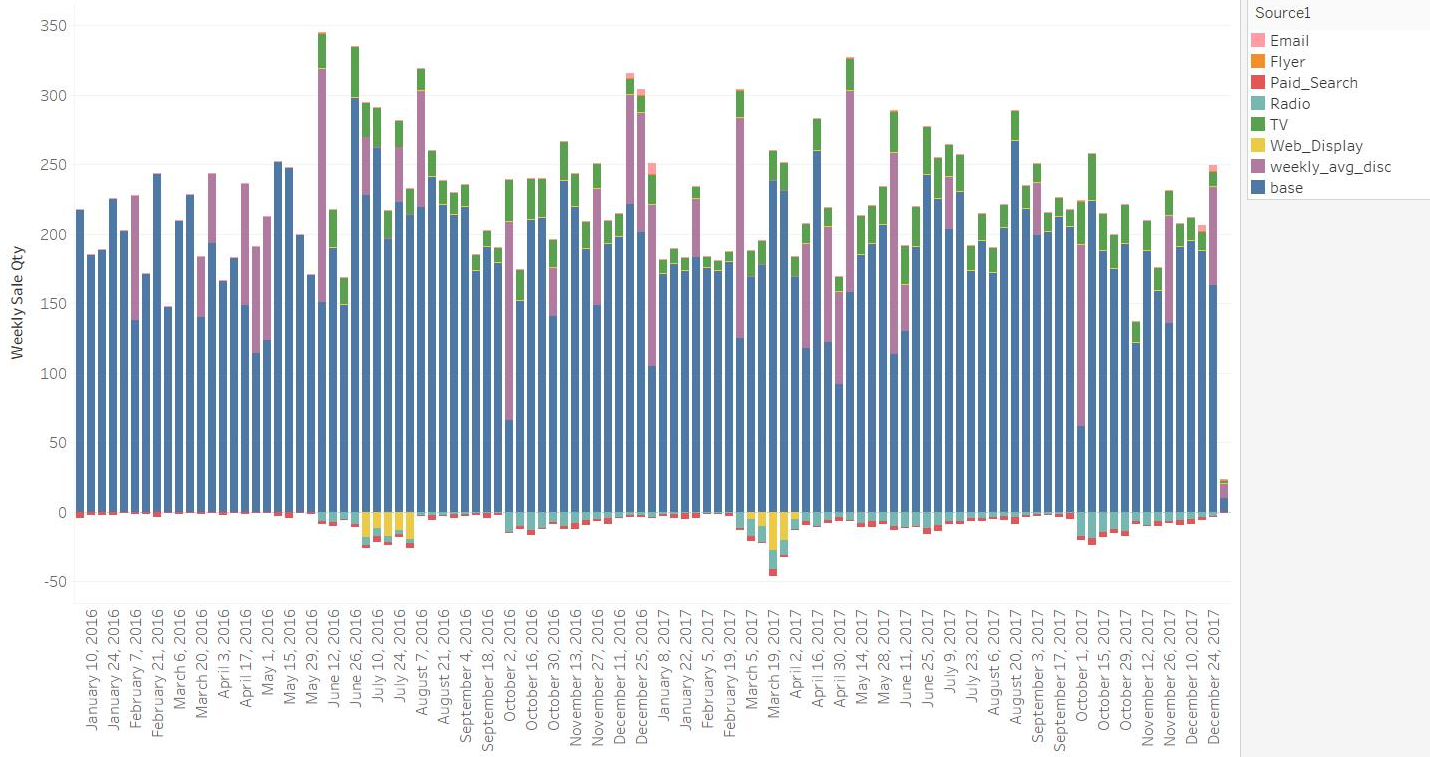 Source1
Email
Flyer
Paid_Search
Radio
TV
Web_Display
weekly_avg_disc
base
Weekly Sale Qty
350
300
250
200
150
100
50
0
-50
January 10, 2016
January 24, 2016
February 7, 2016
February 21, 2016
March 6, 2016
March 20, 2016
April 3, 2016
April 17, 2016
May 1, 2016
May 15, 2016
May 29, 2016
June 12, 2016
June 26, 2016
July 10, 2016
July 24, 2016
August 7, 2016
August 21, 2016
September 4, 2016
September 18, 2016
October 2, 2016
October 16, 2016
October 30, 2016
November 13, 2016
November 27, 2016
December 11, 2016
December 25, 2016
January 8, 2017
January 22, 2017
February 5, 2017
February 19, 2017
March 5, 2017
March 19, 2017
April 2, 2017
April 16, 2017
April 30, 2017
May 14, 2017
May 28, 2017
June 11, 2017
June 25, 2017
July 9, 2017
July 23, 2017
August 6, 2017
August 20, 2017
September 3, 2017
September 17, 2017
October 1, 2017
October 15, 2017
October 29, 2017
November 12, 2017
November 26, 2017
December 10, 2017
December 24, 2017